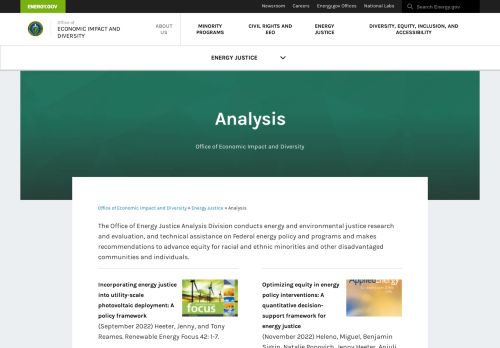 ENERGY.GOV
Newsroom Careers Energy.gov Offices National Labs Search Energy.gov
Office of
ECONOMIC IMPACT AND
DIVERSITY
ABOUT
US
MINORITY
PROGRAMS
CIVIL RIGHTS AND
EEO
ENERGY
JUSTICE
DIVERSITY, EQUITY, INCLUSION, AND
ACCESSIBILITY
ENERGY JUSTICE
Analysis
Office of Economic Impact and Diversity
Office of Economic Impact and Diversity » Energy Justice » Analysis
The Office of Energy Justice Analysis Division conducts energy and environmental justice research
and evaluation, and technical assistance on Federal energy policy and programs and makes
recommendations to advance equity for racial and ethnic minorities and other disadvantaged
communities and individuals.
Incorporating energy justice
into utility-scale
photovoltaic deployment: A
policy framework
(September 2022) Heeter, Jenny, and Tony
Reames. Renewable Energy Focus 42: 1-7.
focus
Optimizing equity in energy
policy interventions: A
quantitative decision-
support framework for
energy justice
(November 2022) Heleno, Miguel, Benjamin
Sigrin, Natalie Popovich, Jenny Heeter, Anjuli
AppliedEnergy